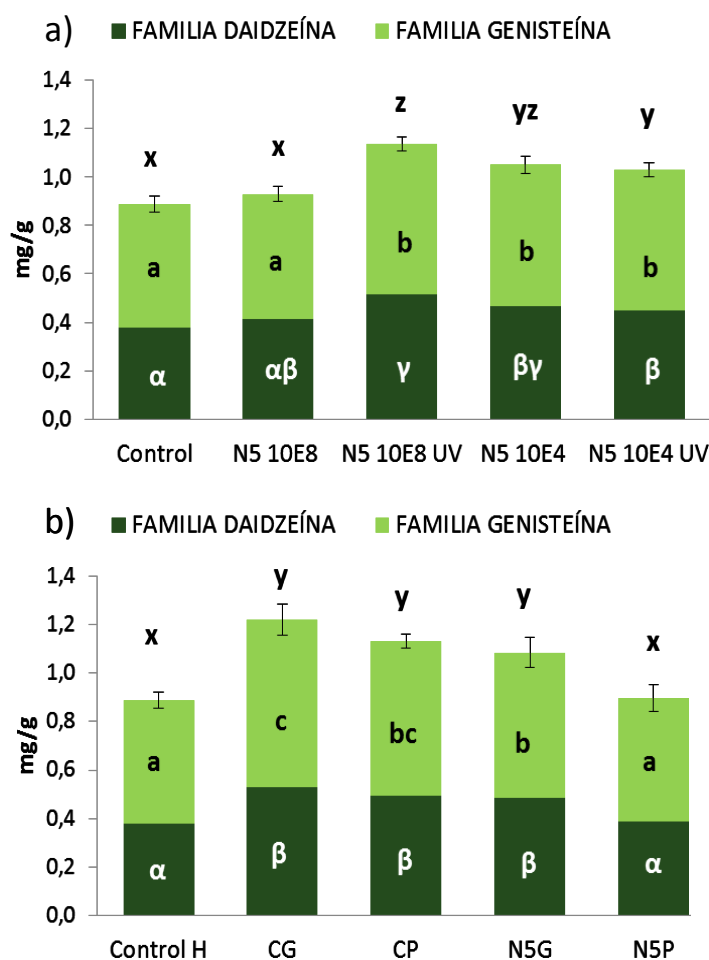 a) FAMILIA DAIDZEÍNA FAMILIA GENISTEÍNA
1,4
1,2
1,0
0,8
0,6
0,4
0,2
0,0
mg/g
x x z yz y
a a b b b
α αβ γ βγ β
Control N5 10E8 N5 10E8 UV N5 10E4 N5 10E4 UV
b) FAMILIA DAIDZEÍNA FAMILIA GENISTEÍNA
1,4
1,2
1,0
0,8
0,6
0,4
0,2
0,0
mg/g
x y y y x
a c bc b a
α β β β α
Control H CG CP N5G N5P